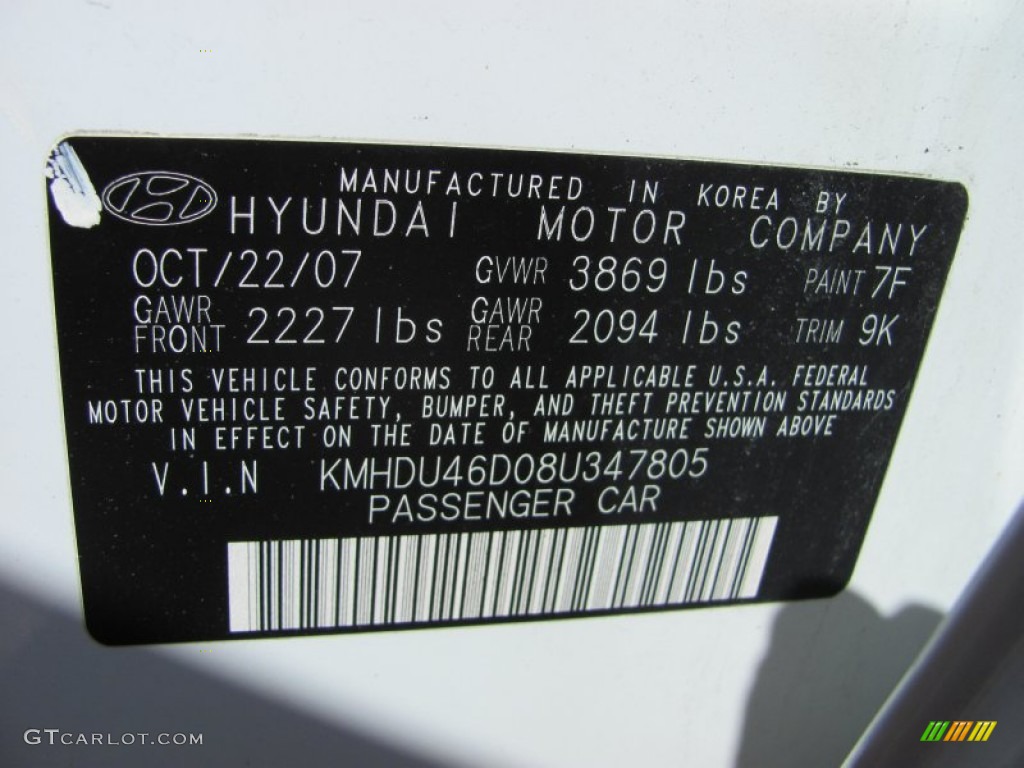 MANUFACTURED IN KOREA BY
HYUNDAI MOTOR COMPANY
OCT/22/07 GVWR 3869 lbs PAINT 7F
GAWR FRONT 2227 lbs GAWR REAR 2094 lbs TRIM 9K
THIS VEHICLE CONFORMS TO ALL APPLICABLE U.S.A. FEDERAL
MOTOR VEHICLE SAFETY, BUMPER, AND THEFT PREVENTION STANDARDS
IN EFFECT ON THE DATE OF MANUFACTURE SHOWN ABOVE
V.I.N KMHDU46D08U347805
PASSENGER CAR
GTCARLOT.COM